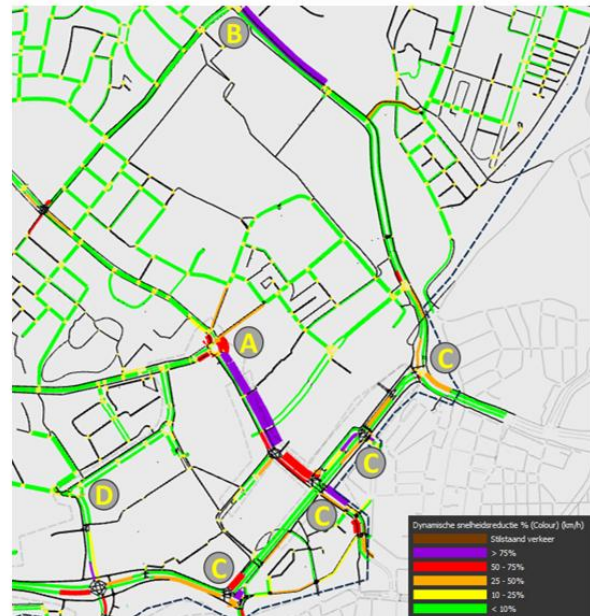 B
A
C
C
D
C
C
Dynamische snelheidsreductie % (Colour) (km/h)
Stilstaand verkeer
> 75%
50 - 75%
25 - 50%
10 - 25%
< 10%